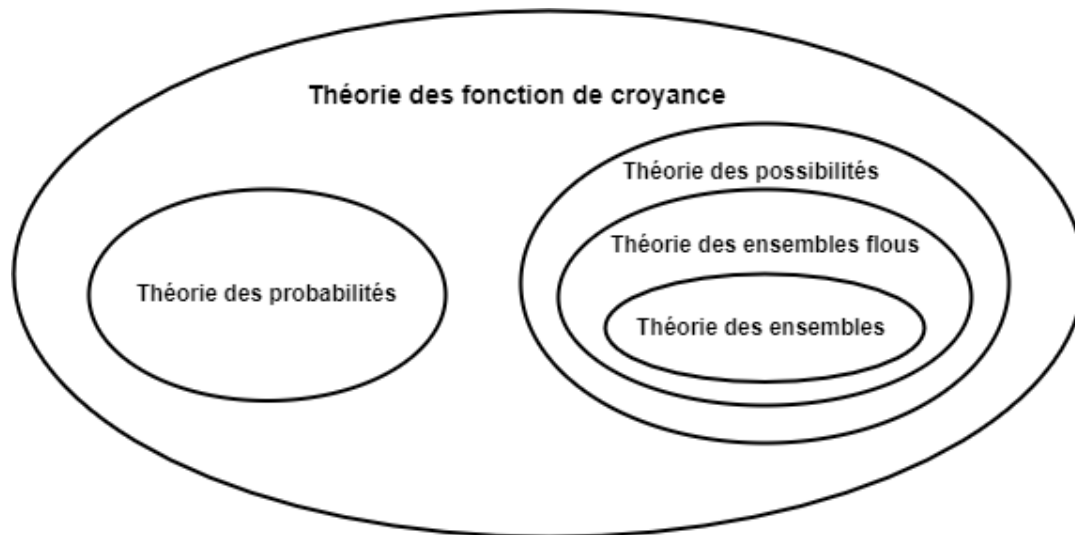 Théorie des fonction de croyance
Théorie des possibilités
Théorie des ensembles flous
Théorie des probabilités
Théorie des ensembles